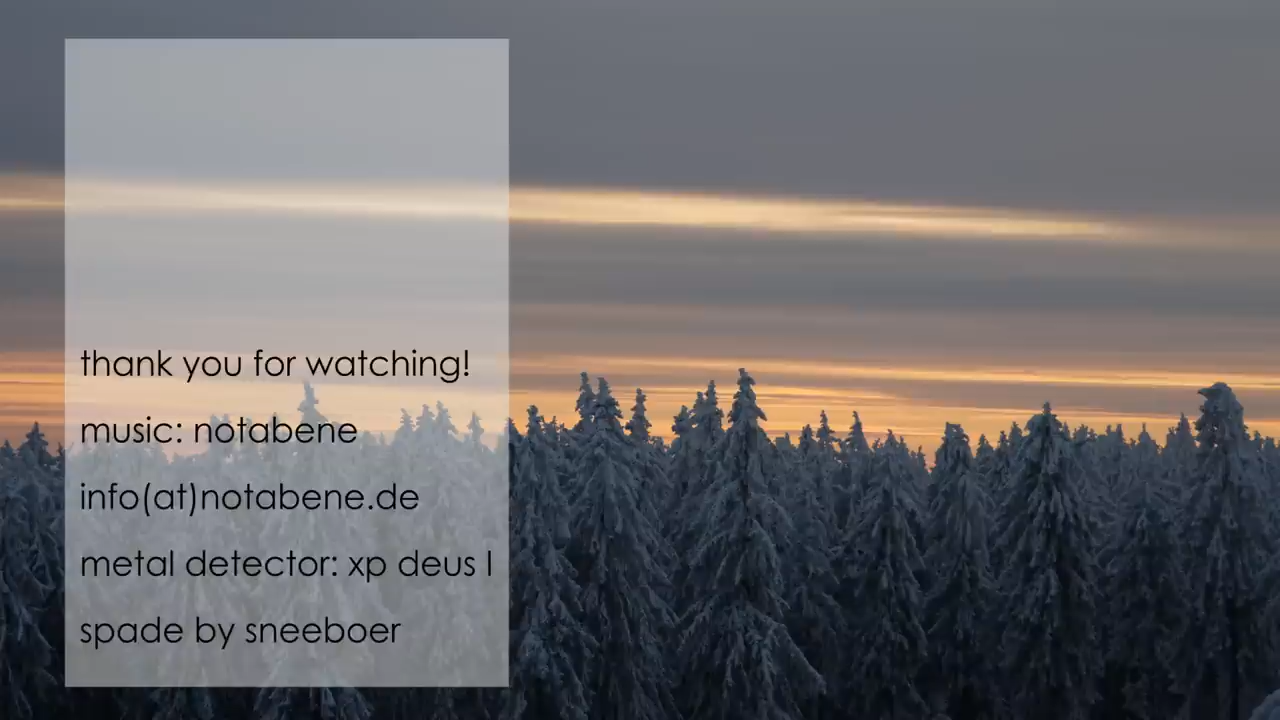 thank you for watching!
music: notabene
info(at)notabene.de
metal detector: xp deus I
spade by sneeboer